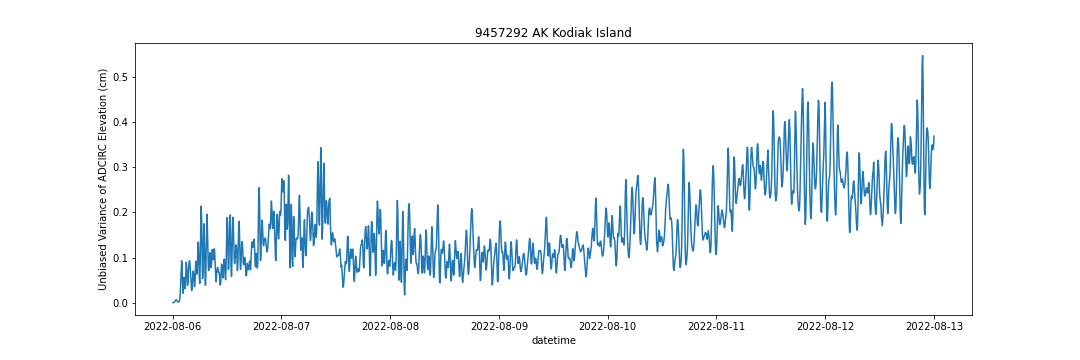 9457292 AK Kodiak Island
Unbiased Variance of ADCIRC Elevation (cm)
0.5
0.4
0.3
0.2
0.1
0.0
2022-08-06 2022-08-07 2022-08-08 2022-08-09 2022-08-10 2022-08-11 2022-08-12 2022-08-13
datetime